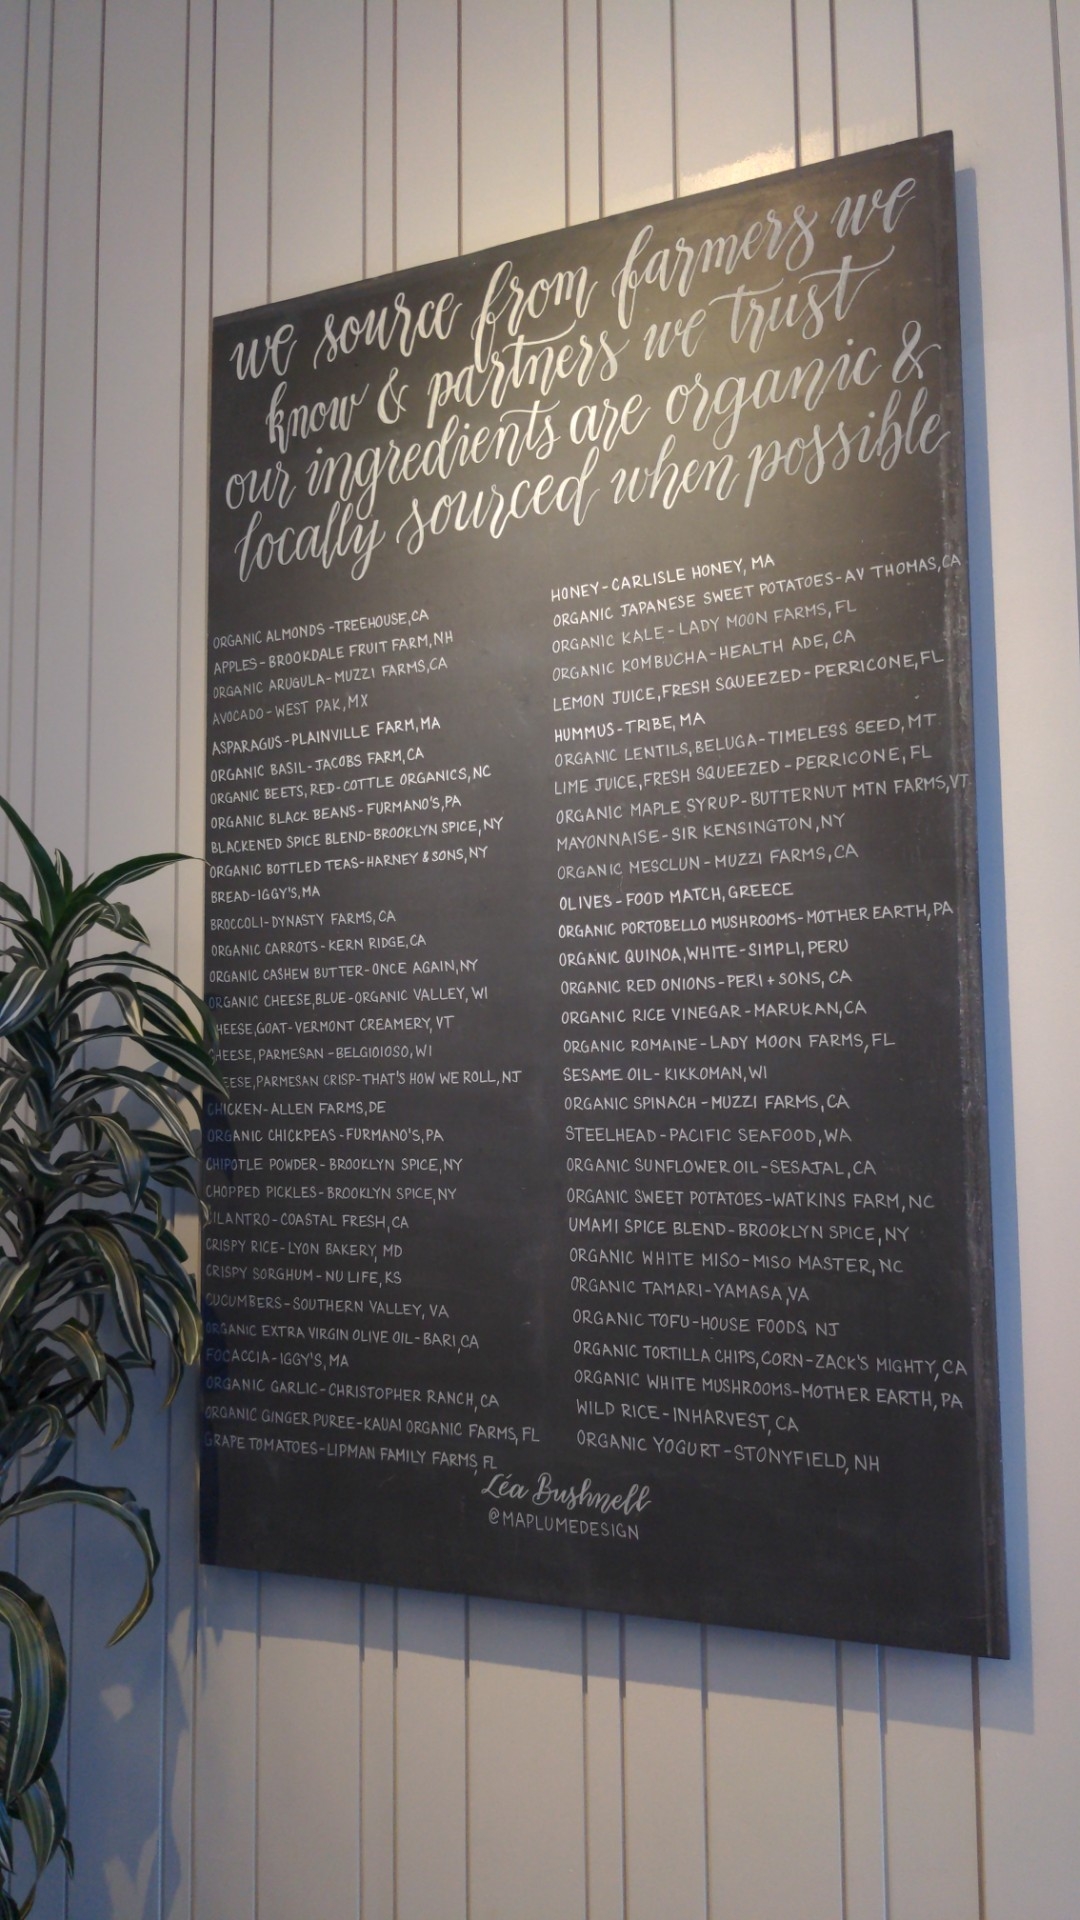 we source from farmers we
know & partners we trust
our ingredients are organic &
locally sourced when possible
ORGANIC ALMONDS-TREEHOUSE,CA
APPLES-BROOKDALE FRUIT FARM,NH
ORGANIC ARUGULA-MUZZI FARMS,CA
AVOCADO-WEST PAK,MX
ASPARAGUS-PLAINVILLE FARM,MA
ORGANIC BASIL-JACOBS FARM,CA
ORGANIC BEETS, RED-COTTLE ORGANICS,NC
ORGANIC BLACK BEANS-FURMANO'S,PA
BLACKENED SPICE BLEND-BROOKLYN SPICE,NY
ORGANIC BOTTLED TEAS-HARNEY & SONS,NY
BREAD-IGGY'S,MA
BROCCOLI-DYNASTY FARMS,CA
ORGANIC CARROTS-KERN RIDGE,CA
ORGANIC CASHEW BUTTER-ONCE AGAIN,NY
ORGANIC CHEESE,BLUE-ORGANIC VALLEY, WI
CHEESE,GOAT-VERMONT CREAMERY, VT
CHEESE,PARMESAN-BELGIOIOSO,WI
CHEESE,PARMESAN CRISP-THAT'S HOW WE ROLL,NJ
CHICKEN-ALLEN FARMS,DE
ORGANIC CHICKPEAS-FURMANO'S,PA
CHIPOTLE POWDER-BROOKLYN SPICE,NY
CHOPPED PICKLES-BROOKLYN SPICE,NY
CILANTRO-COASTAL FRESH,CA
CRISPY RICE-LYON BAKERY, MD
CRISPY SORGHUM-NU LIFE,KS
CUCUMBERS-SOUTHERN VALLEY, VA
ORGANIC EXTRA VIRGIN OLIVE OIL-BARI,CA
FOCACCIA-IGGY'S, MA
ORGANIC GARLIC-CHRISTOPHER RANCH, CA
ORGANIC GINGER PUREE-KAUAI ORGANIC FARMS, FL
GRAPE TOMATOES-LIPMAN FAMILY FARMS, FL
HONEY-CARLISLE HONEY, MA
ORGANIC JAPANESE SWEET POTATOES-AV THOMAS,CA
ORGANIC KALE-LADY MOON FARMS, FL
ORGANIC KOMBUCHA-HEALTH ADE, CA
LEMON JUICE,FRESH SQUEEZED-PERRICONE,FL
HUMMUS-TRIBE, MA
ORGANIC LENTILS, BELUGA-TIMELESS SEED, MT
LIME JUICE,FRESH SQUEEZED-PERRICONE, FL
ORGANIC MAPLE SYRUP-BUTTERNUT MTN FARMS,VT
MAYONNAISE-SIR KENSINGTON,NY
ORGANIC MESCLUN-MUZZI FARMS,CA
OLIVES-FOOD MATCH, GREECE
ORGANIC PORTOBELLO MUSHROOMS-MOTHER EARTH, PA
ORGANIC QUINOA,WHITE-SIMPLI, PERU
ORGANIC RED ONIONS-PERI + SONS, CA
ORGANIC RICE VINEGAR-MARUKAN,CA
ORGANIC ROMAINE-LADY MOON FARMS, FL
SESAME OIL-KIKKOMAN,WI
ORGANIC SPINACH-MUZZI FARMS,CA
STEELHEAD-PACIFIC SEAFOOD,WA
ORGANIC SUNFLOWER OIL-SESAJAL,CA
ORGANIC SWEET POTATOES-WATKINS FARM, NC
UMAMI SPICE BLEND-BROOKLYN SPICE,NY
ORGANIC WHITE MISO-MISO MASTER, NC
ORGANIC TAMARI-YAMASA,VA
ORGANIC TOFU-HOUSE FOODS, NJ
ORGANIC TORTILLA CHIPS, CORN-ZACK'S MIGHTY, CA
ORGANIC WHITE MUSHROOMS-MOTHER EARTH, PA
WILD RICE-INHARVEST, CA
ORGANIC YOGURT-STONYFIELD, NH
Léa Bushnell
@MAPLUMEDESIGN